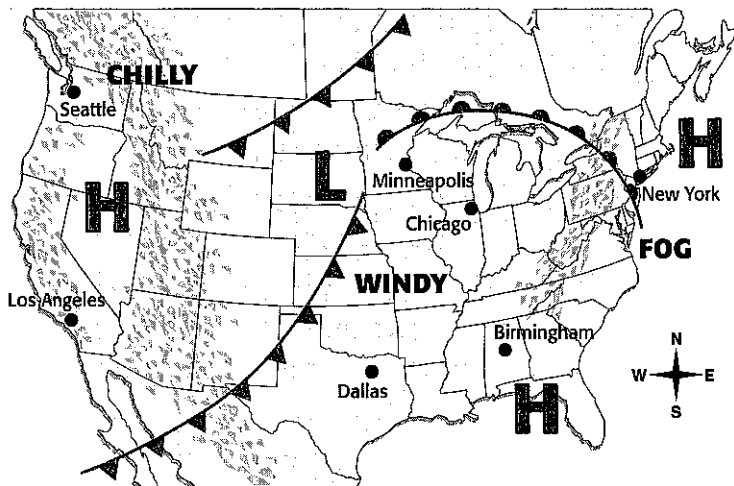 CHILLY
Seattle
H
L
Minneapolis
H
New York
Chicago
FOG
WINDY
Los Angeles
Birmingham
N
W E
S
Dallas
H